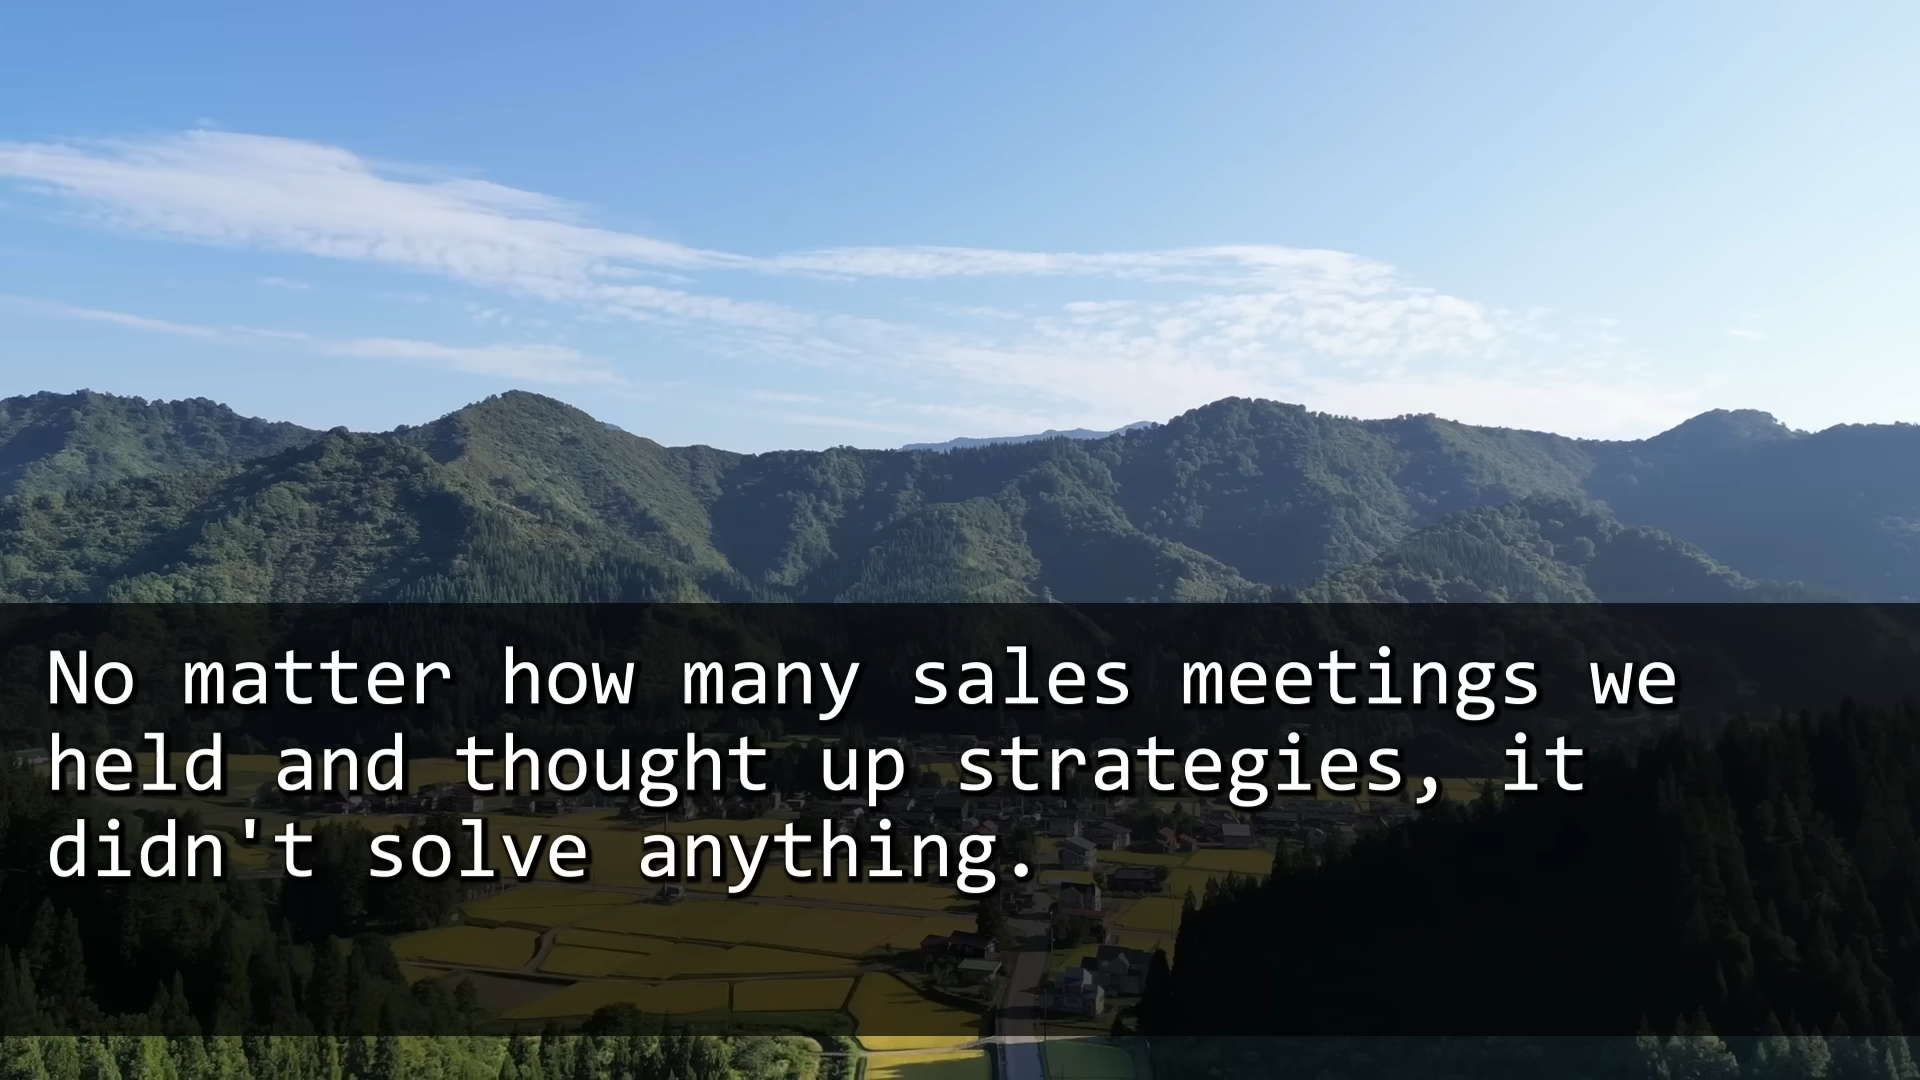 No matter how many sales meetings we
held and thought up strategies, it
didn't solve anything.